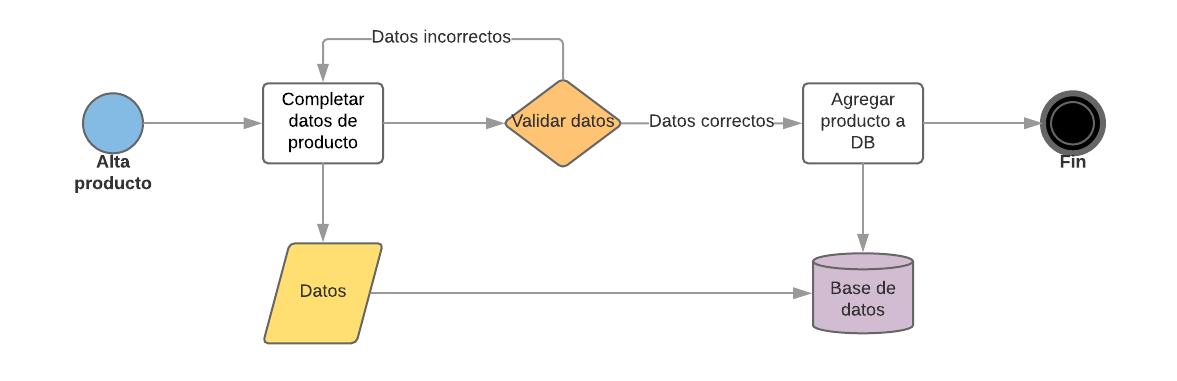 Datos incorrectos
Completar
datos de
producto
Validar datos
Datos correctos
Agregar
producto a
DB
Alta
producto
Fin
Datos
Base de
datos